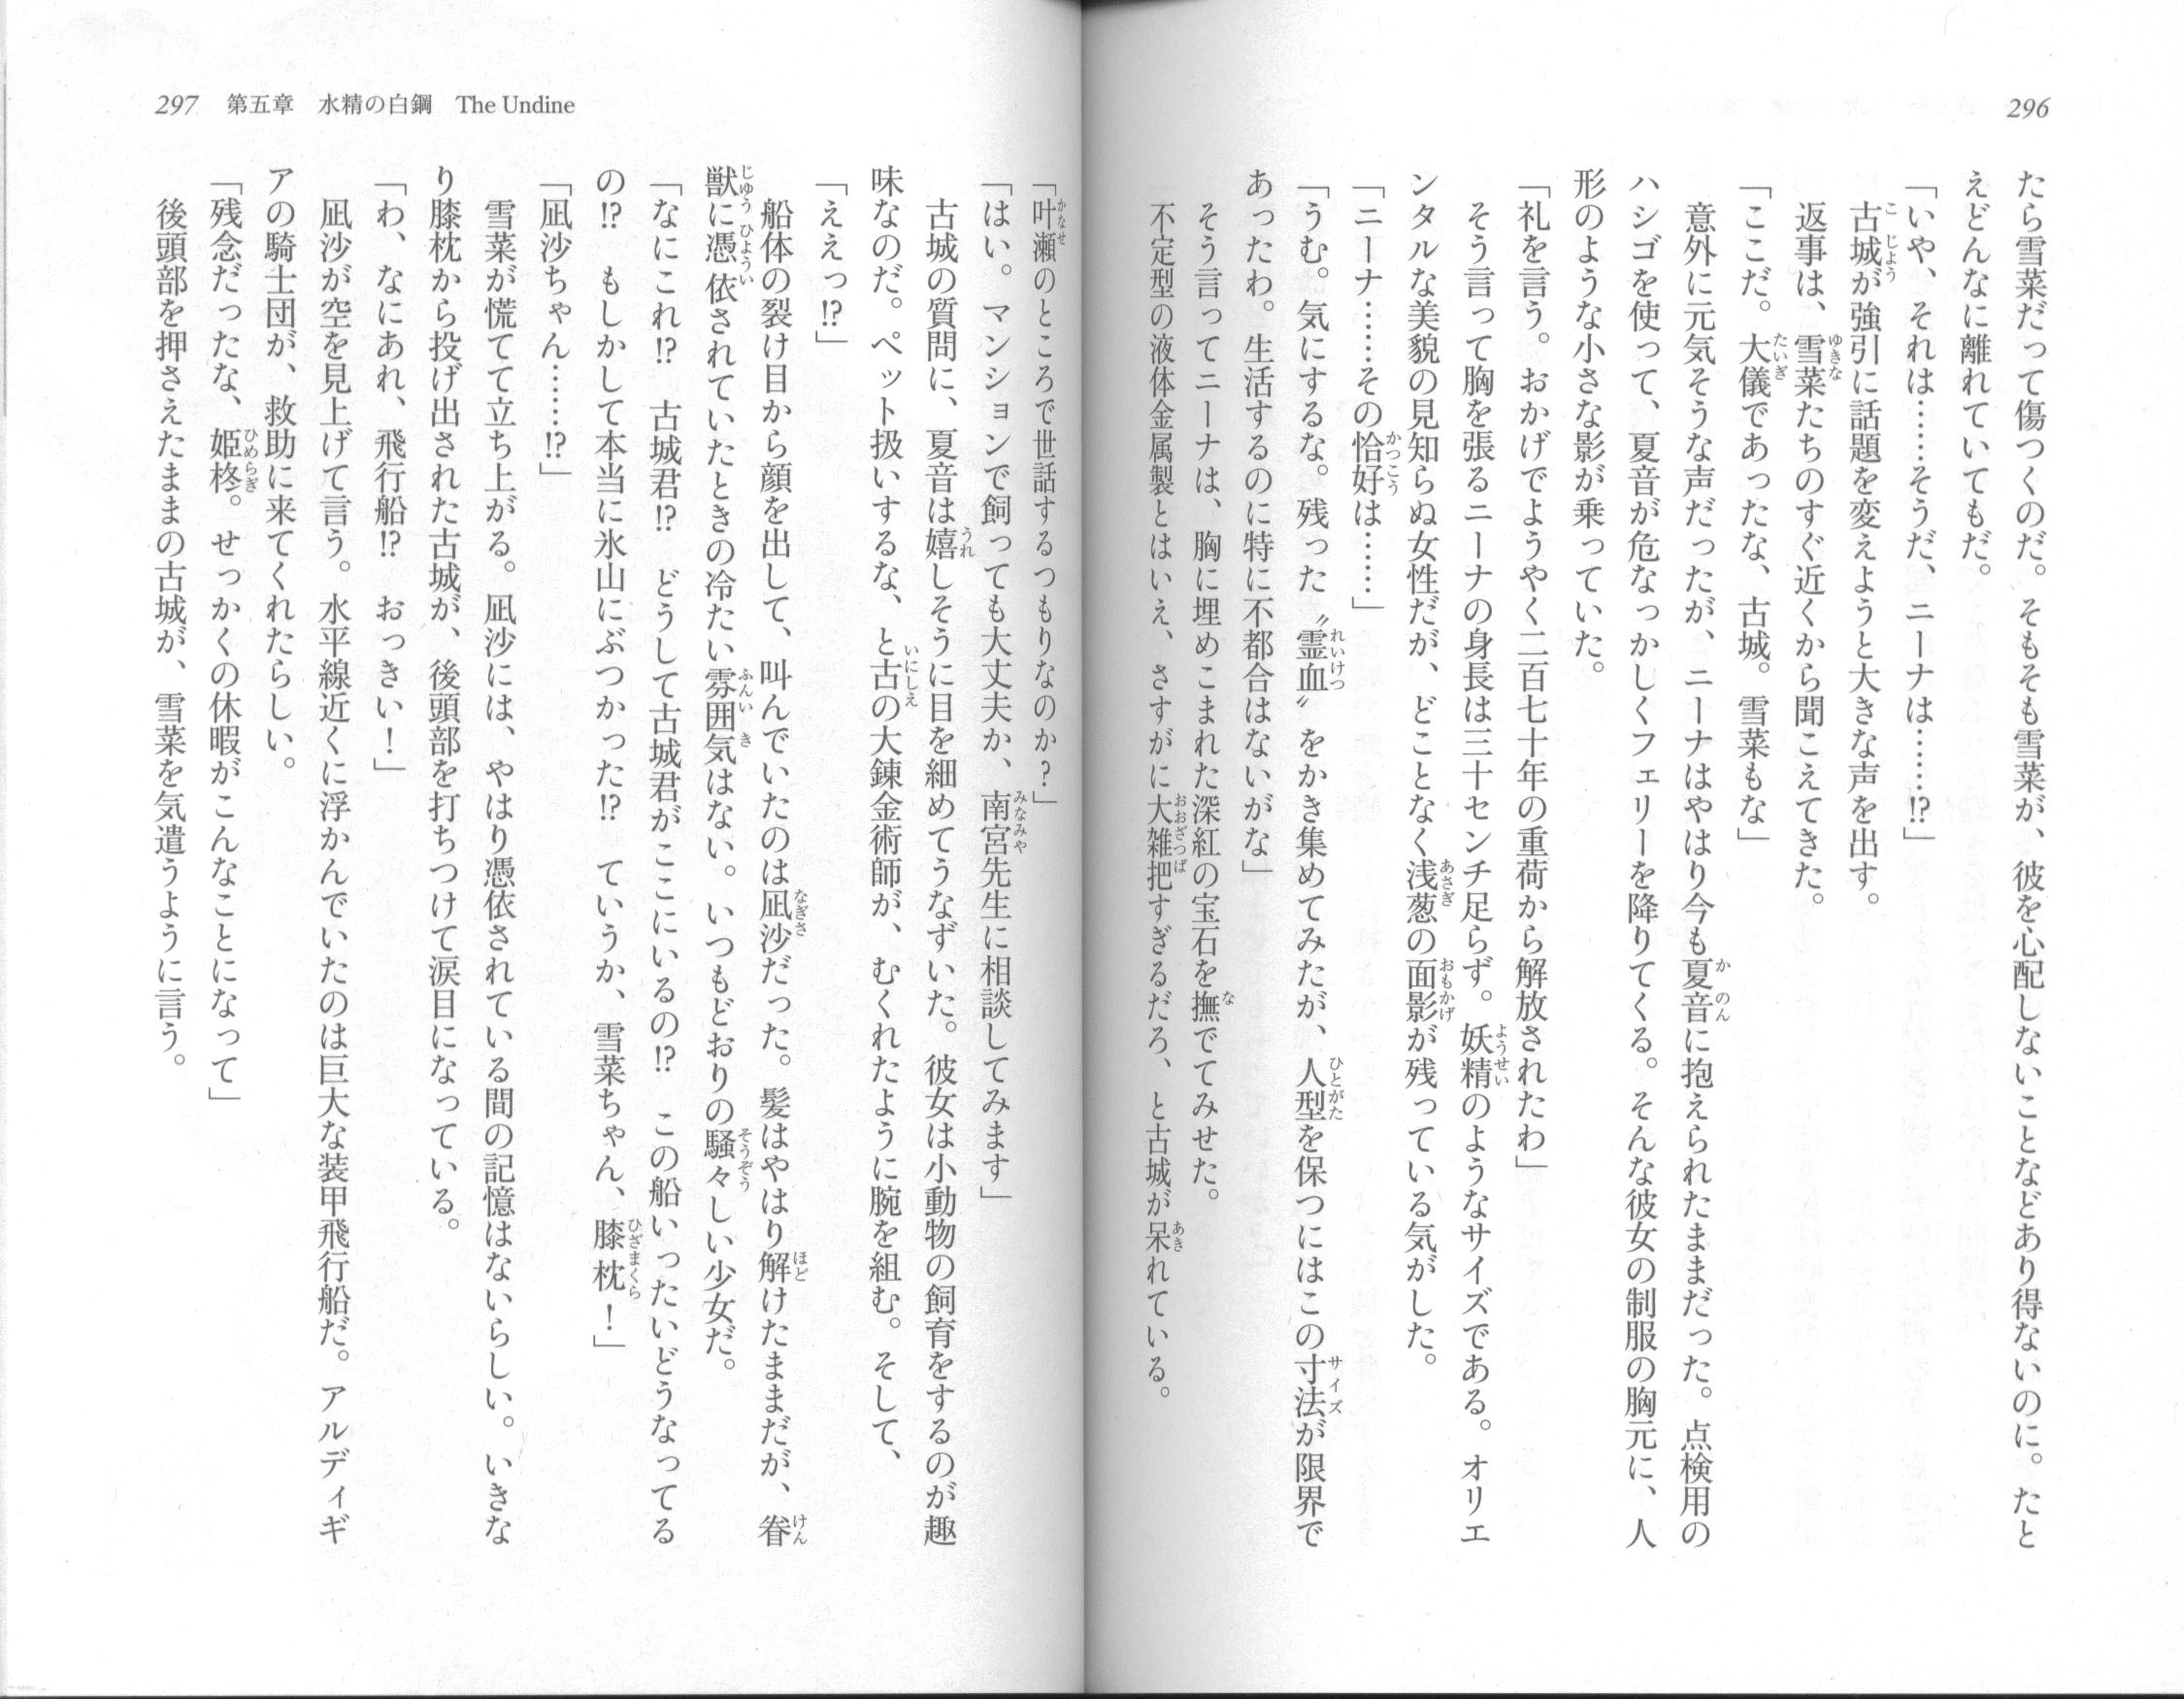 296
たら雪菜だって傷つくのだ。そもそも雪菜が、彼を心配しないことなどあり得ないのに。たと
えどんなに離れていてもだ。
「いや、それは……そうだ、ニーナは……!?」
古城が強引に話題を変えようと大きな声を出す。
返事は、雪菜たちのすぐ近くから聞こえてきた。
「ここだ。大儀であったな、古城。雪菜もな」
意外に元気そうな声だったが、ニーナはやはり今も夏音に抱えられたままだった。点検用の
ハシゴを使って、夏音が危なっかしくフェリーを降りてくる。そんな彼女の制服の胸元に、人
形のような小さな影が乗っていた。
「礼を言う。おかげでようやく二百七十年の重荷から解放されたわ」
そう言って胸を張るニーナの身長は三十センチ足らず。妖精のようなサイズである。オリエ
ンタルな美貌の見知らぬ女性だが、どことなく浅葱の面影が残っている気がした。
「ニーナ……その恰好は……」
「うむ。気にするな。残った〝霊血〟をかき集めてみたが、人型を保つにはこの寸法が限界で
あったわ。生活するのに特に不都合はないがな」
そう言ってニーナは、胸に埋めこまれた深紅の宝石を撫でてみせた。
不定型の液体金属製とはいえ、さすがに大雑把すぎるだろ、と古城が呆れている。
297 第五章 水精の白鋼 The Undine
「叶瀬のところで世話するつもりなのか？」
「はい。マンションで飼っても大丈夫か、南宮先生に相談してみます」
古城の質問に、夏音は嬉しそうに目を細めてうなずいた。彼女は小動物の飼育をするのが趣
味なのだ。ペット扱いするな、と古の大錬金術師が、むくれたように腕を組む。そして、
「ええっ!?」
船体の裂け目から顔を出して、叫んでいたのは凪沙だった。髪はやはり解けたままだが、眷
獣に憑依されていたときの冷たい雰囲気はない。いつもどおりの騒々しい少女だ。
「なにこれ!? 古城君!? どうして古城君がここにいるの!? この船いったいどうなってる
の!? もしかして本当に氷山にぶつかった!? ていうか、雪菜ちゃん、膝枕！」
「凪沙ちゃん……!?」
雪菜が慌てて立ち上がる。凪沙には、やはり憑依されている間の記憶はないらしい。いきな
り膝枕から投げ出された古城が、後頭部を打ちつけて涙目になっている。
「わ、なにあれ、飛行船!? おっきい！」
凪沙が空を見上げて言う。水平線近くに浮かんでいたのは巨大な装甲飛行船だ。アルディギ
アの騎士団が、救助に来てくれたらしい。
「残念だったな、姫柊。せっかくの休暇がこんなことになって」
後頭部を押さえたままの古城が、雪菜を気遣うように言う。